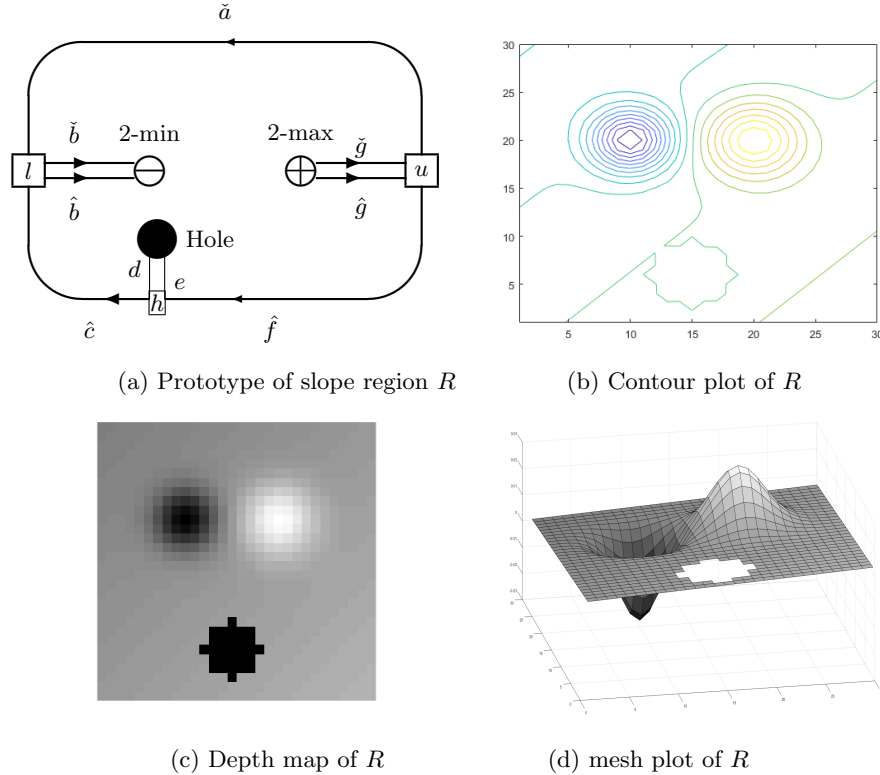 ǎ
b̌
2-min
2-max
ǧ
l
u
b̂
ĝ
Hole
d
e
h
ĉ
f̂
(a) Prototype of slope region R
30
25
20
15
10
5
5
10
15
20
25
30
(b) Contour plot of R
(c) Depth map of R
(d) mesh plot of R